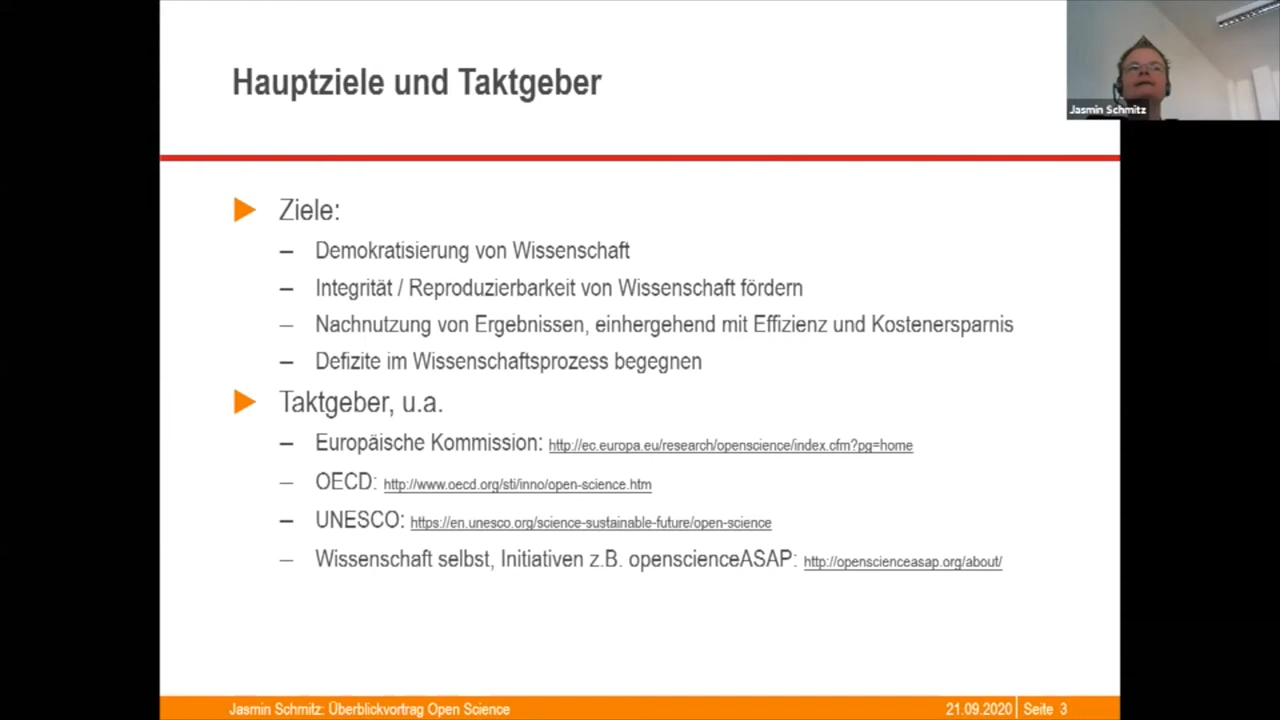 Hauptziele und Taktgeber
Jasmin Schmitz
Ziele:
– Demokratisierung von Wissenschaft
– Integrität / Reproduzierbarkeit von Wissenschaft fördern
– Nachnutzung von Ergebnissen, einhergehend mit Effizienz und Kostenersparnis
– Defizite im Wissenschaftsprozess begegnen
Taktgeber, u.a.
– Europäische Kommission: http://ec.europa.eu/research/openscience/index.cfm?pg=home
– OECD: http://www.oecd.org/sti/inno/open-science.htm
– UNESCO: https://en.unesco.org/science-sustainable-future/open-science
– Wissenschaft selbst, Initiativen z.B. openscienceASAP: http://openscienceasap.org/about/
Jasmin Schmitz: Überblickvortrag Open Science 21.09.2020 Seite 3